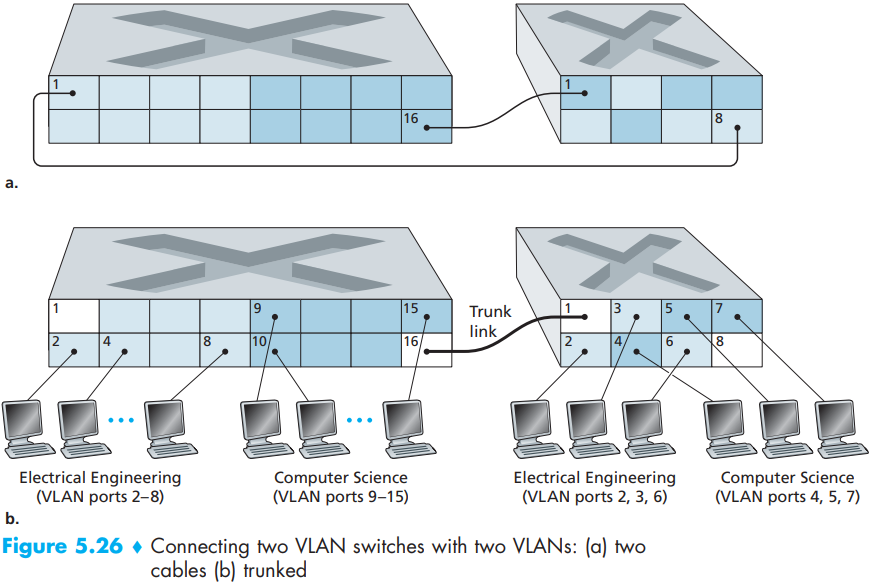 1
16
1
8
a.
1
9
15
2
4
8
10
16
Trunk
link
1
3
5
7
2
4
6
8
Electrical Engineering
(VLAN ports 2–8)
Computer Science
(VLAN ports 9–15)
Electrical Engineering
(VLAN ports 2, 3, 6)
Computer Science
(VLAN ports 4, 5, 7)
b.
Figure 5.26 ♦ Connecting two VLAN switches with two VLANs: (a) two
cables (b) trunked